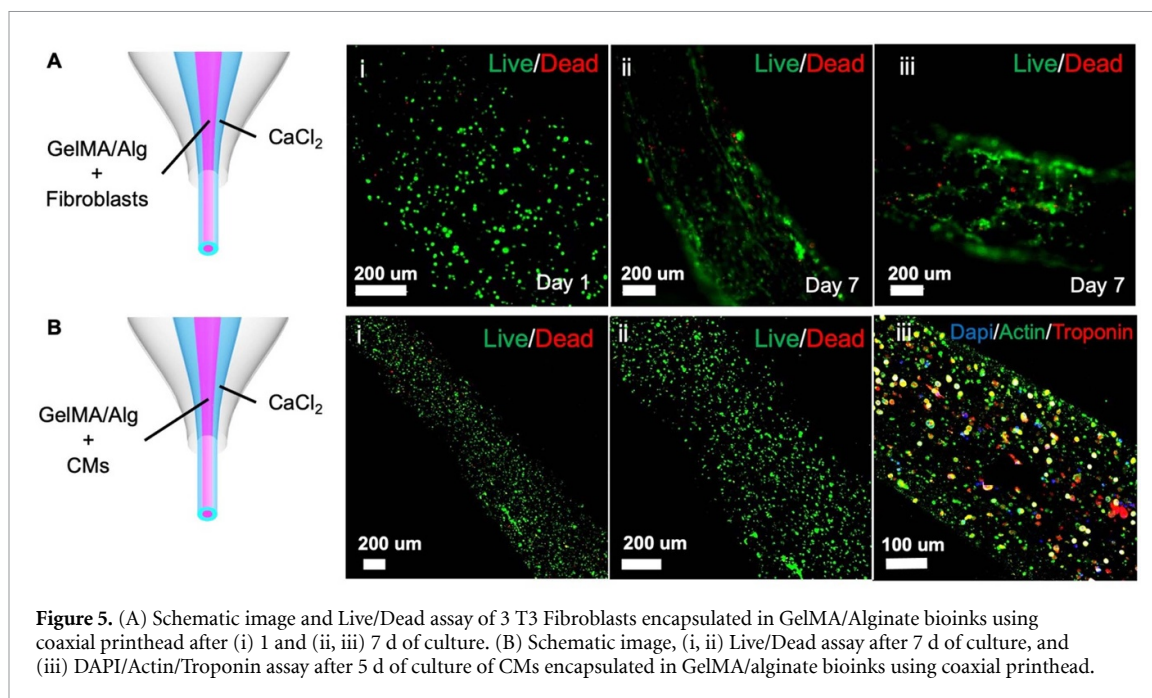 A
GelMA/Alg
+
Fibroblasts
CaCl₂
i
Live/Dead
200 um
Day 1
ii
Live/Dead
200 um
Day 7
iii
Live/Dead
200 um
Day 7
B
GelMA/Alg
+
CMs
CaCl₂
i
Live/Dead
200 um
ii
Live/Dead
200 um
iii
Dapi/Actin/Troponin
100 um
Figure 5. (A) Schematic image and Live/Dead assay of 3 T3 Fibroblasts encapsulated in GelMA/Alginate bioinks using
coaxial printhead after (i) 1 and (ii, iii) 7 d of culture. (B) Schematic image, (i, ii) Live/Dead assay after 7 d of culture, and
(iii) DAPI/Actin/Troponin assay after 5 d of culture of CMs encapsulated in GelMA/alginate bioinks using coaxial printhead.